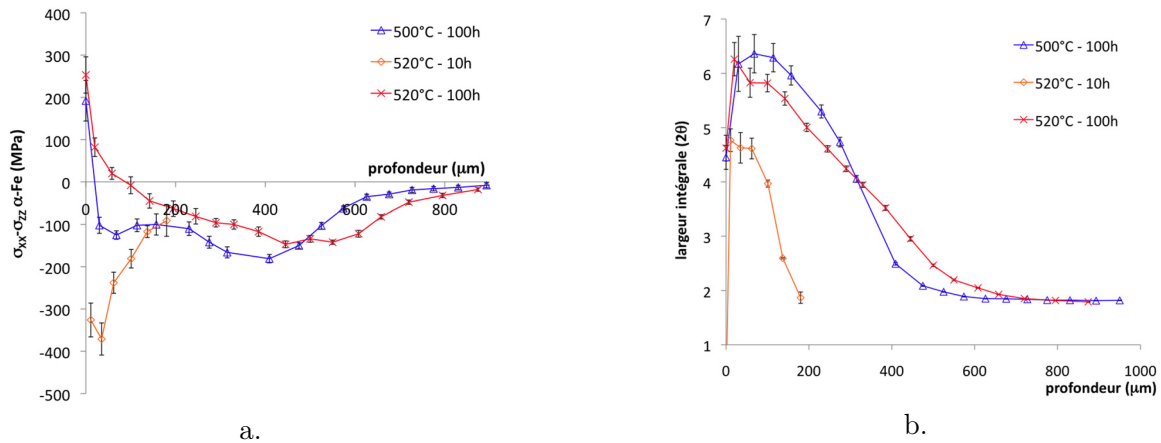 400
300
200
100
0
-100
-200
-300
-400
-500
0
200
400
600
800
profondeur (µm)
σxx-σzz α-Fe (MPa)
500°C - 100h
520°C - 10h
520°C - 100h
a.
7
6
5
4
3
2
1
0
200
400
600
800
1000
profondeur (µm)
largeur intégrale (2θ)
500°C - 100h
520°C - 10h
520°C - 100h
b.